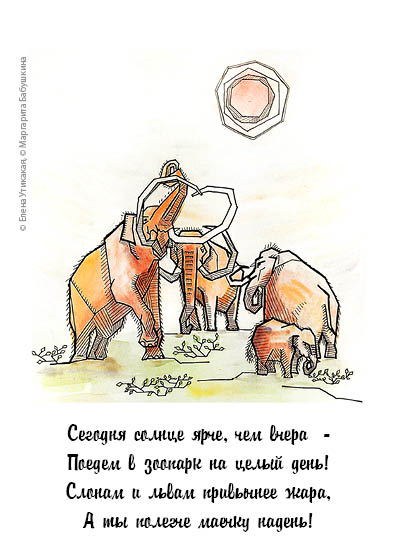 © Елена Утикакая, © Маргарита Бабушкина
Сегодня солнце ярче, чем вчера -
Поедем в зоопарк на целый день!
Слонам и львам привычнее жара,
А ты полегче маечку надень!